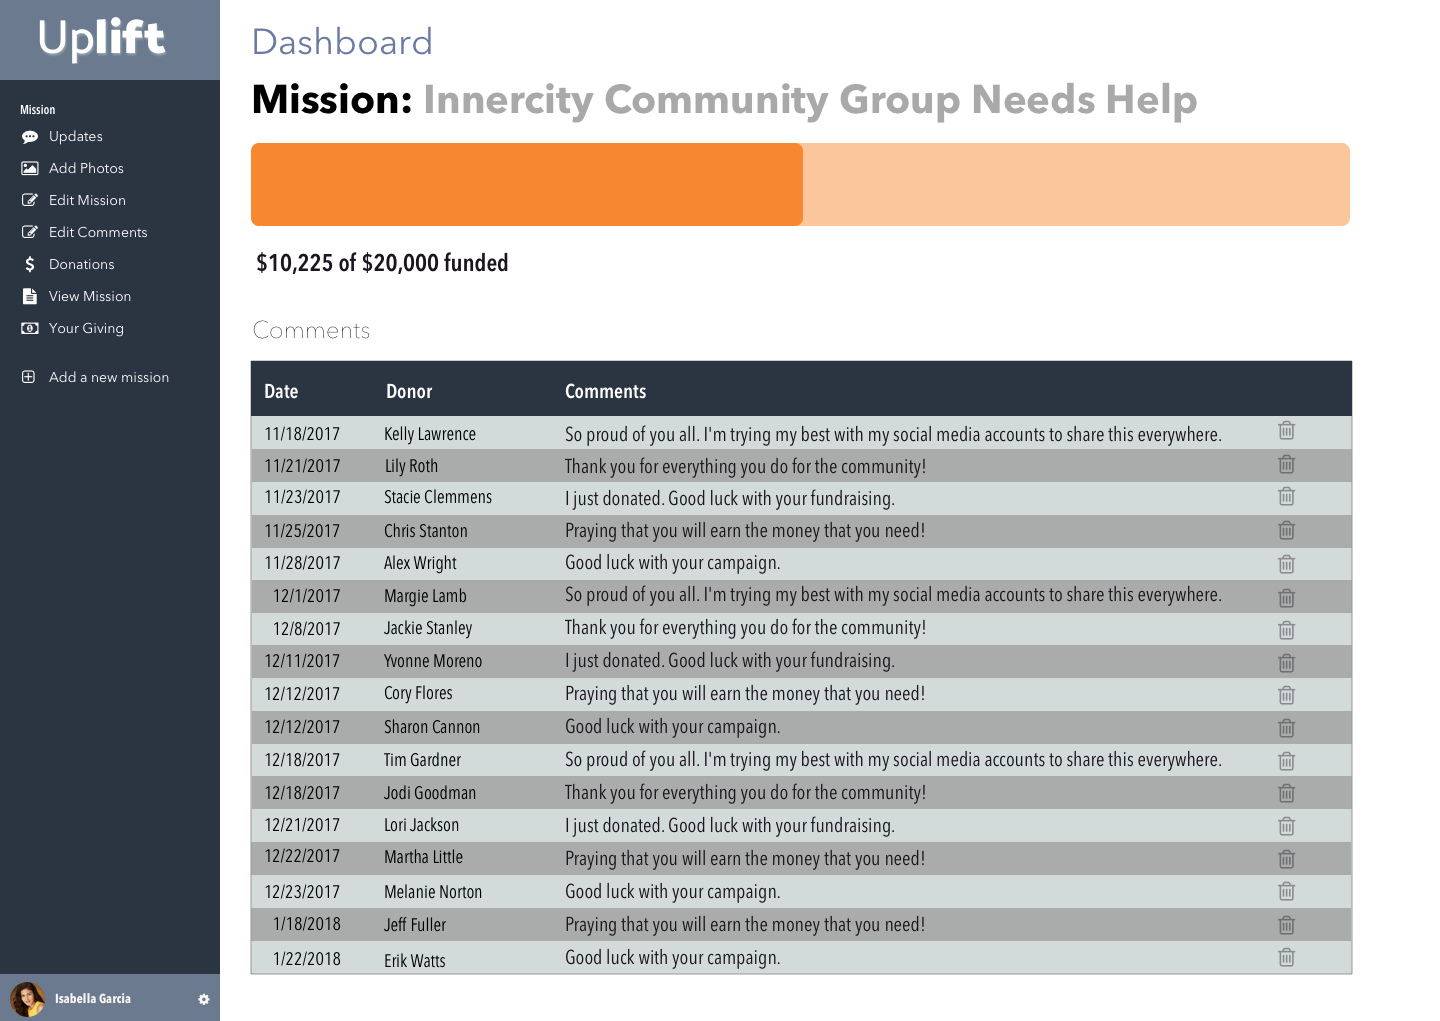 Uplift
Mission
Updates
Add Photos
Edit Mission
Edit Comments
Donations
View Mission
Your Giving
Add a new mission
Isabella Garcia
Dashboard
Mission: Innercity Community Group Needs Help
$10,225 of $20,000 funded
Comments
Date Donor Comments
11/18/2017 Kelly Lawrence So proud of you all. I'm trying my best with my social media accounts to share this everywhere.
11/21/2017 Lily Roth Thank you for everything you do for the community!
11/23/2017 Stacie Clemmens I just donated. Good luck with your fundraising.
11/25/2017 Chris Stanton Praying that you will earn the money that you need!
11/28/2017 Alex Wright Good luck with your campaign.
12/1/2017 Margie Lamb So proud of you all. I'm trying my best with my social media accounts to share this everywhere.
12/8/2017 Jackie Stanley Thank you for everything you do for the community!
12/11/2017 Yvonne Moreno I just donated. Good luck with your fundraising.
12/12/2017 Cory Flores Praying that you will earn the money that you need!
12/12/2017 Sharon Cannon Good luck with your campaign.
12/18/2017 Tim Gardner So proud of you all. I'm trying my best with my social media accounts to share this everywhere.
12/18/2017 Jodi Goodman Thank you for everything you do for the community!
12/21/2017 Lori Jackson I just donated. Good luck with your fundraising.
12/22/2017 Martha Little Praying that you will earn the money that you need!
12/23/2017 Melanie Norton Good luck with your campaign.
1/18/2018 Jeff Fuller Praying that you will earn the money that you need!
1/22/2018 Erik Watts Good luck with your campaign.